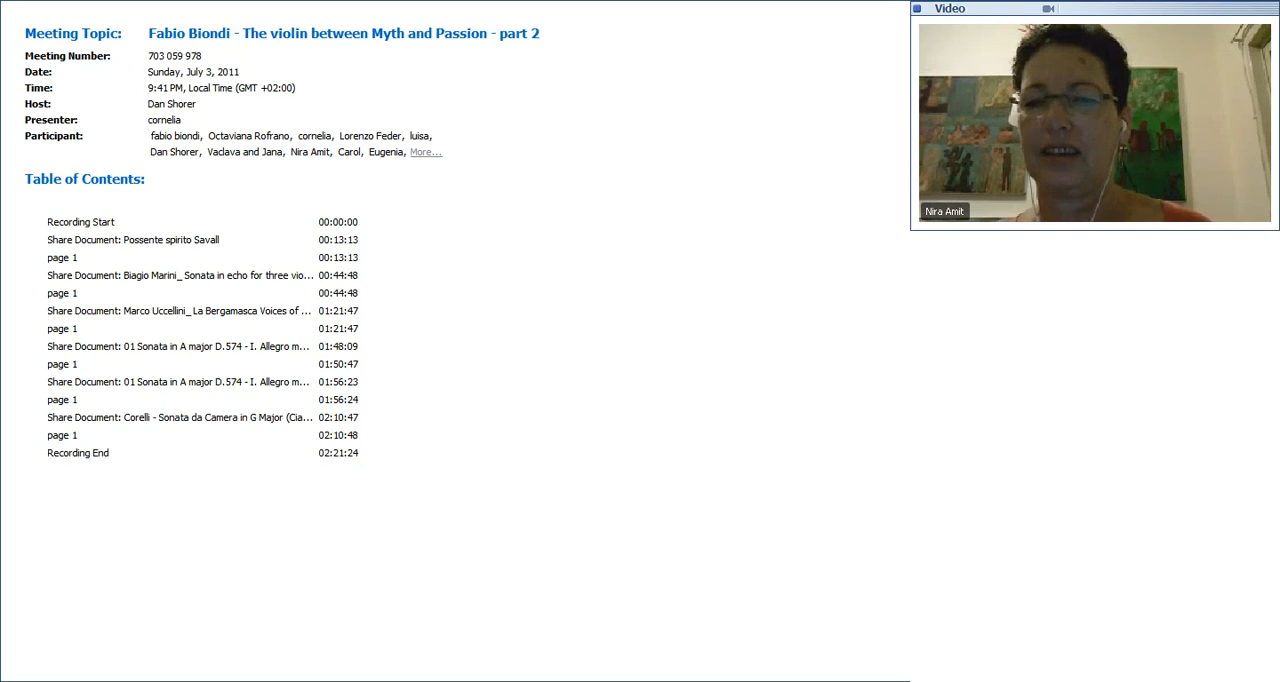 Meeting Topic: Fabio Biondi - The violin between Myth and Passion - part 2
Meeting Number: 703 059 978
Date: Sunday, July 3, 2011
Time: 9:41 PM, Local Time (GMT +02:00)
Host: Dan Shorer
Presenter: cornelia
Participant: fabio biondi, Octaviana Rofrano, cornelia, Lorenzo Feder, luisa,
Dan Shorer, Vaclava and Jana, Nira Amit, Carol, Eugenia, More...
Table of Contents:
Recording Start 00:00:00
Share Document: Possente spirito Savall 00:13:13
page 1 00:13:13
Share Document: Biagio Marini_ Sonata in echo for three vio... 00:44:48
page 1 00:44:48
Share Document: Marco Uccellini_ La Bergamasca Voices of ... 01:21:47
page 1 01:21:47
Share Document: 01 Sonata in A major D.574 - I. Allegro m... 01:48:09
page 1 01:50:47
Share Document: 01 Sonata in A major D.574 - I. Allegro m... 01:56:23
page 1 01:56:24
Share Document: Corelli - Sonata da Camera in G Major (Cia... 02:10:47
page 1 02:10:48
Recording End 02:21:24
Video
Nira Amit